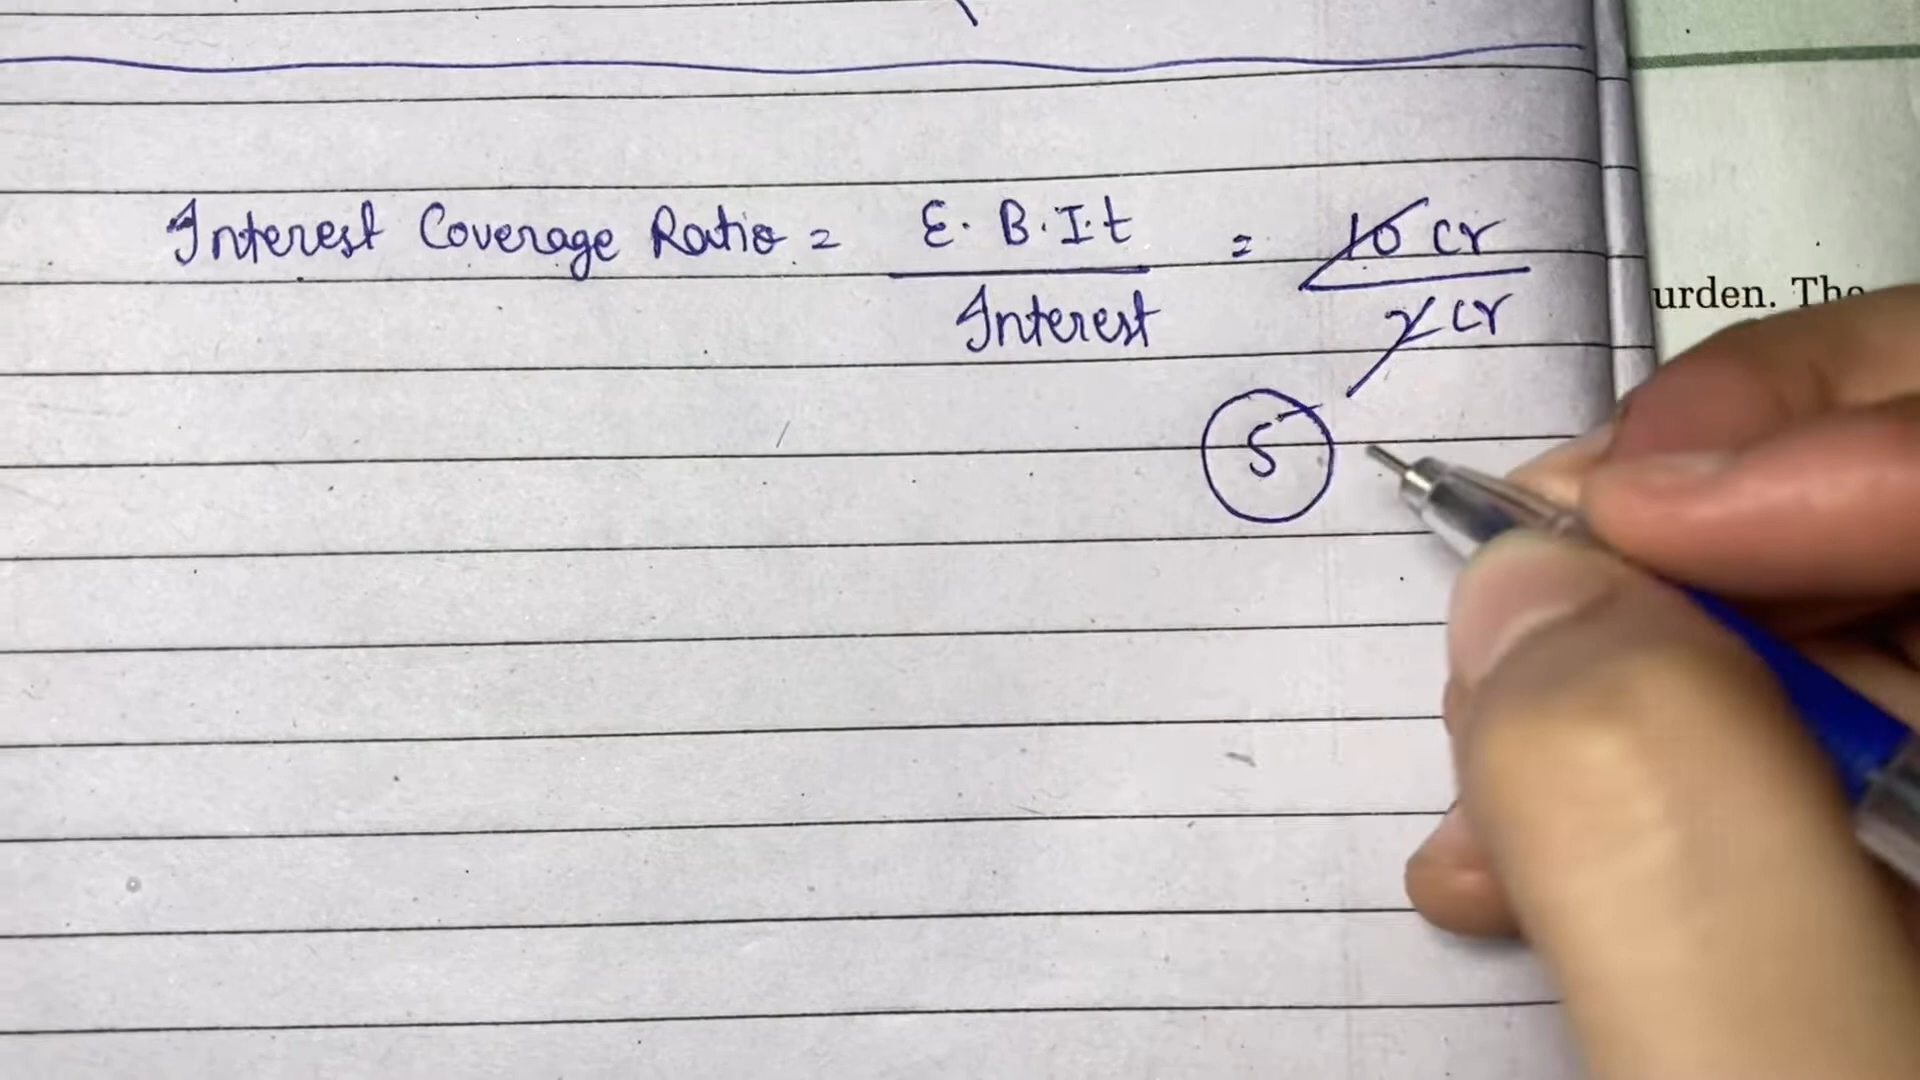 Interest Coverage Ratio = E.B.I.t = 10 cr
Interest 2 cr
5
urden. The